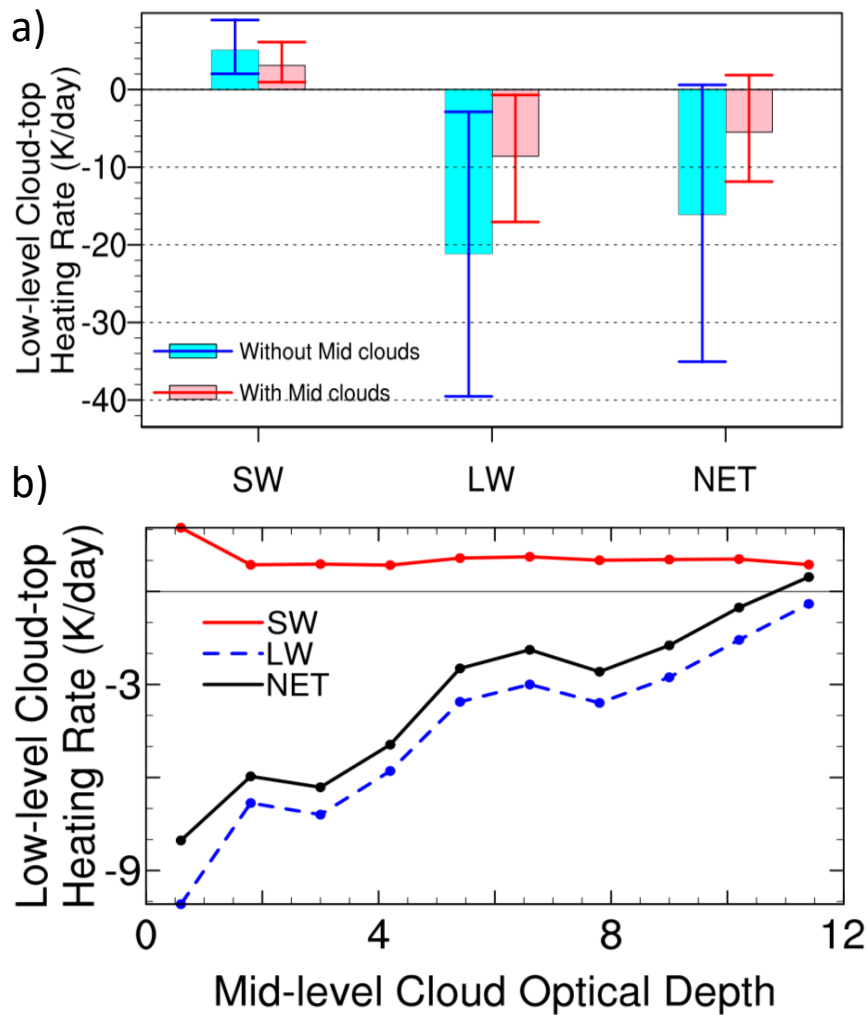 a)
Low-level Cloud-top
Heating Rate (K/day)
0
-10
-20
-30
-40
Without Mid clouds
With Mid clouds
SW LW NET
b)
Low-level Cloud-top
Heating Rate (K/day)
SW
LW
NET
-3
-9
0 4 8 12
Mid-level Cloud Optical Depth